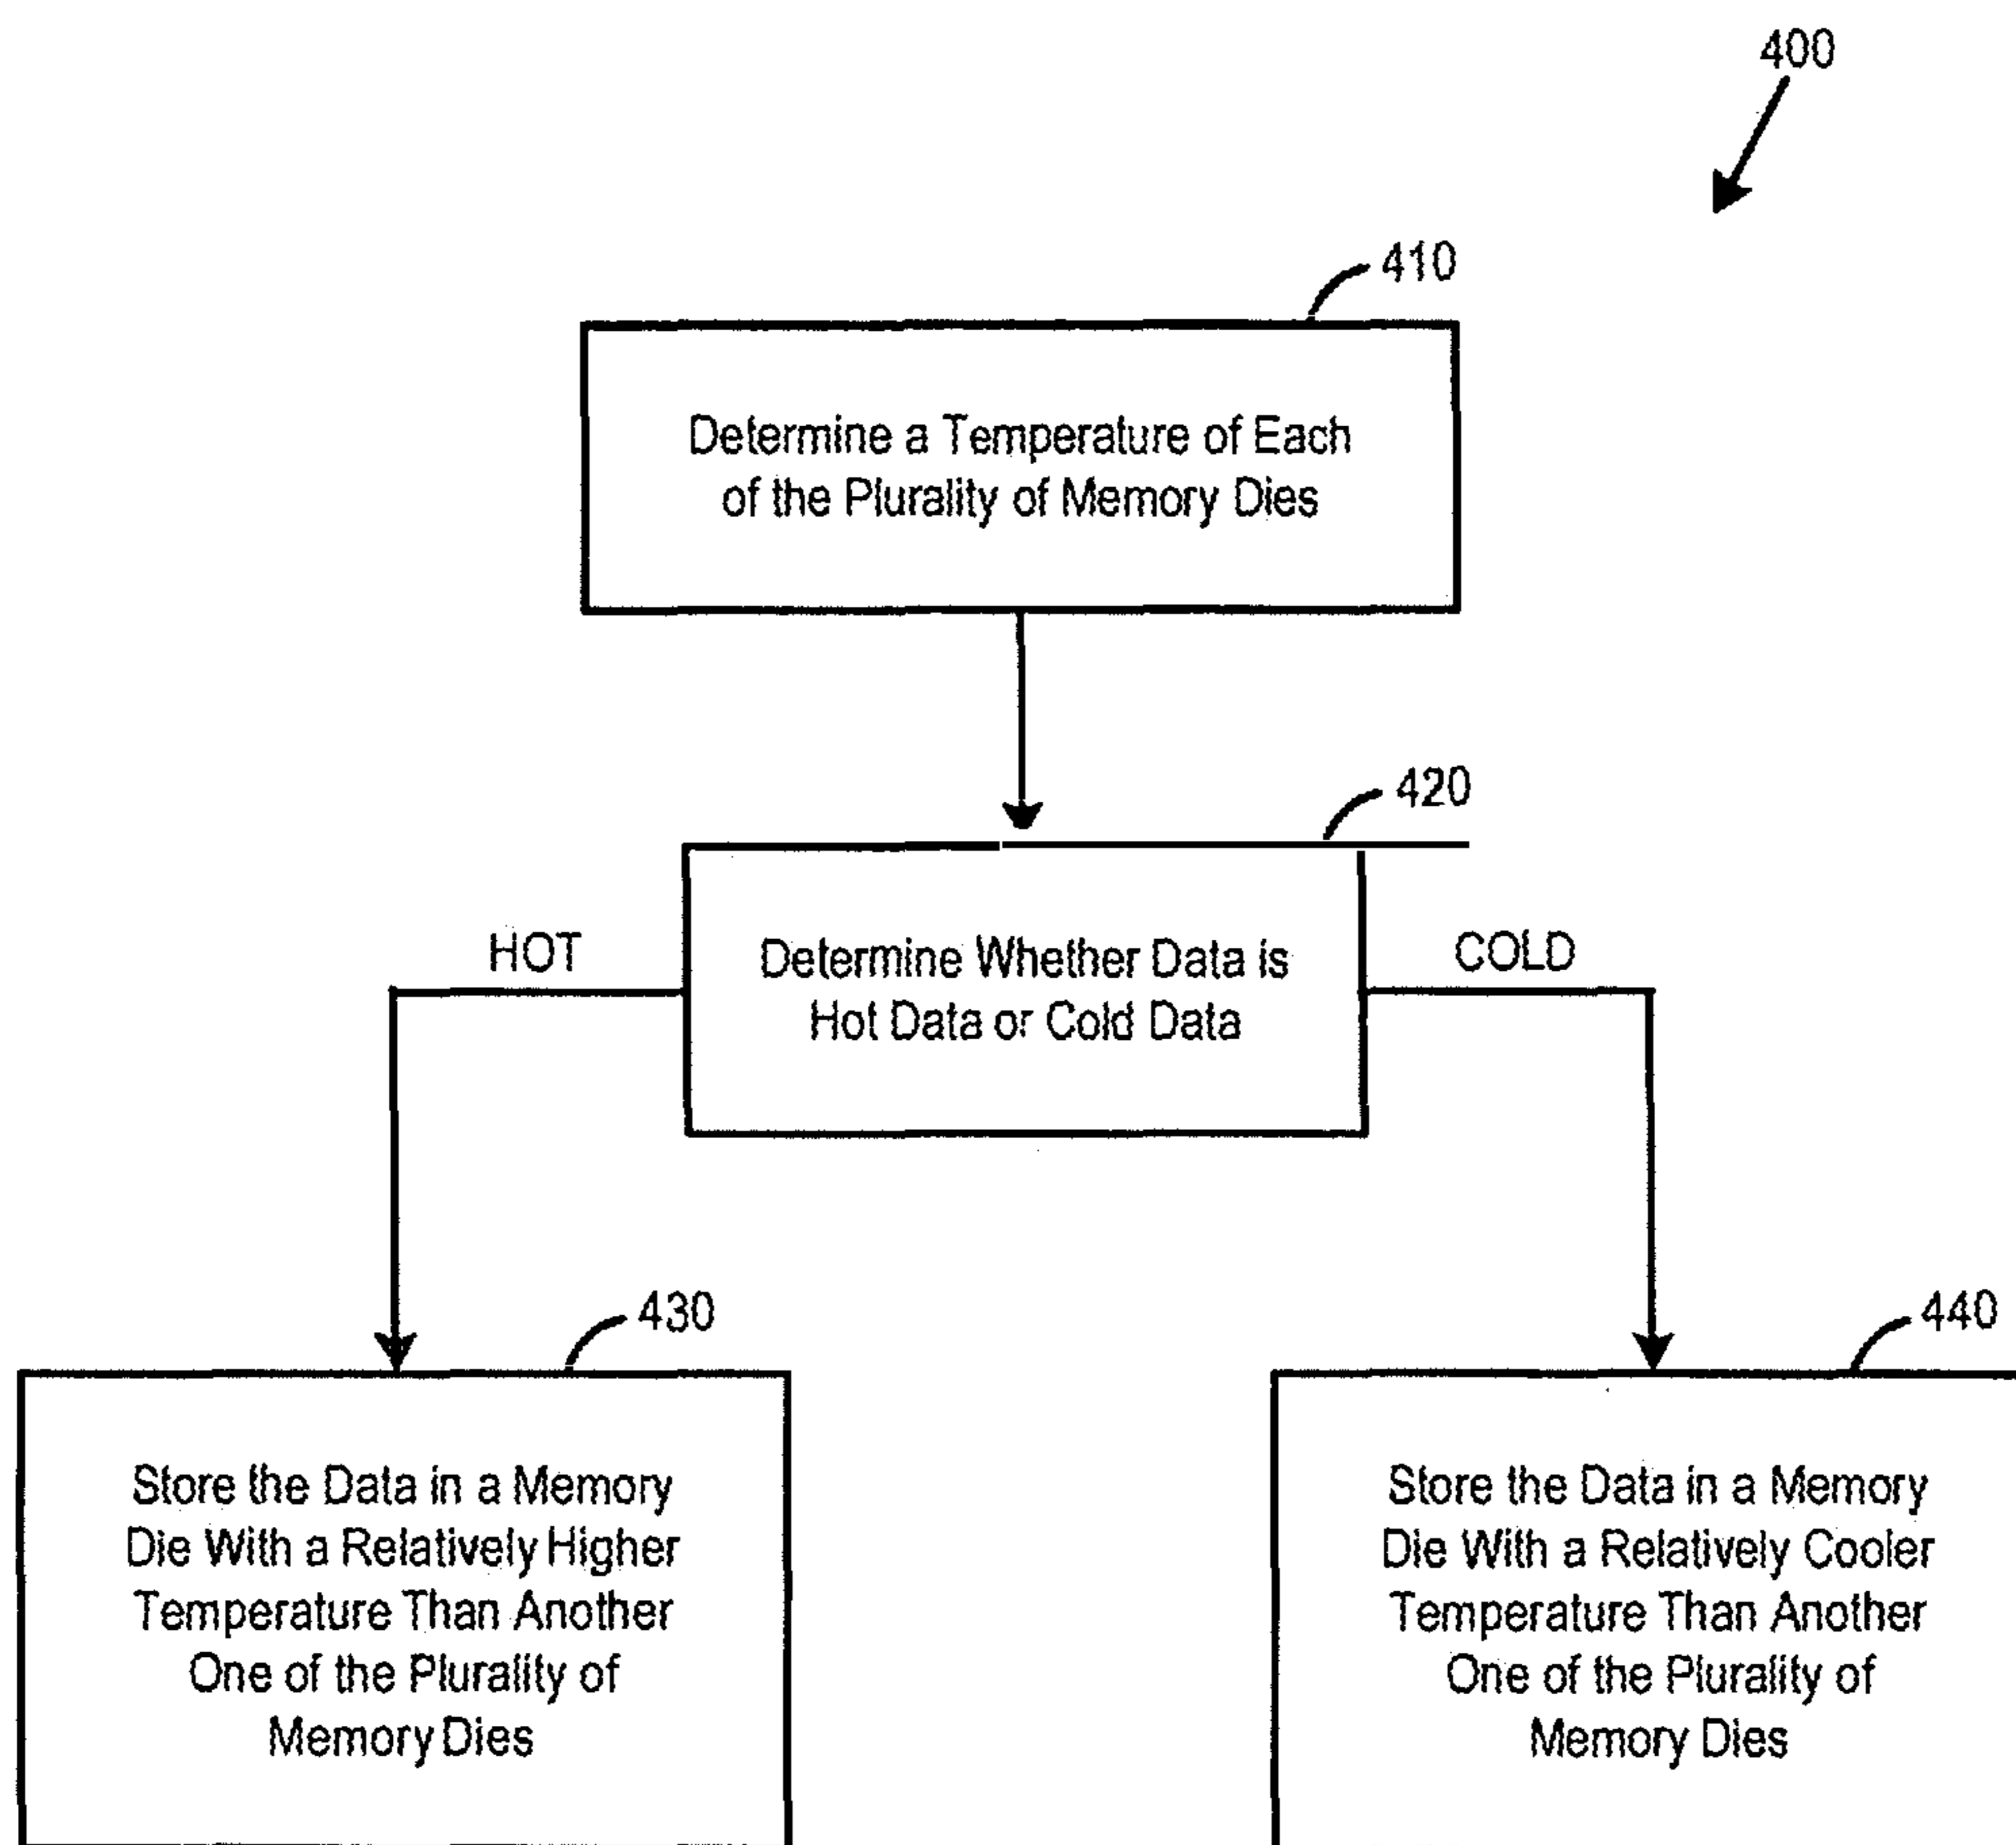 400
410
Determine a Temperature of Each
of the Plurality of Memory Dies
420
HOT
COLD
Determine Whether Data is
Hot Data or Cold Data
430
440
Store the Data in a Memory
Die With a Relatively Higher
Temperature Than Another
One of the Plurality of
Memory Dies
Store the Data in a Memory
Die With a Relatively Cooler
Temperature Than Another
One of the Plurality of
Memory Dies